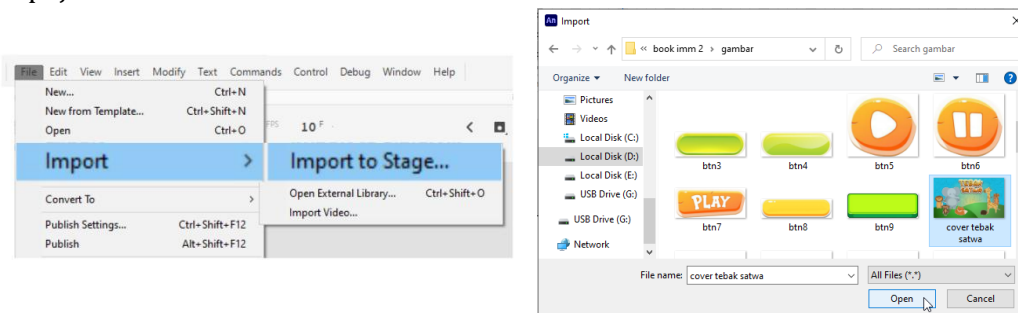 File Edit View Insert Modify Text Commands Control Debug Window Help
New... Ctrl+N
New from Template... Ctrl+Shift+N
Open Ctrl+O
FPS 10 F
Import > Import to Stage...
Open External Library... Ctrl+Shift+O
Import Video...
Convert To >
Publish Settings... Ctrl+Shift+F12
Publish Alt+Shift+F12
An Import
« book imm 2 › gambar
Search gambar
Organize New folder
Pictures
Videos
Local Disk (C:)
Local Disk (D:)
Local Disk (E:)
USB Drive (G:)
USB Drive (G:)
Network
btn3 btn4 btn5 btn6
PLAY
TEBAK
SATWA
btn7 btn8 btn9 cover tebak
satwa
File name: cover tebak satwa All Files (*.*)
Open Cancel